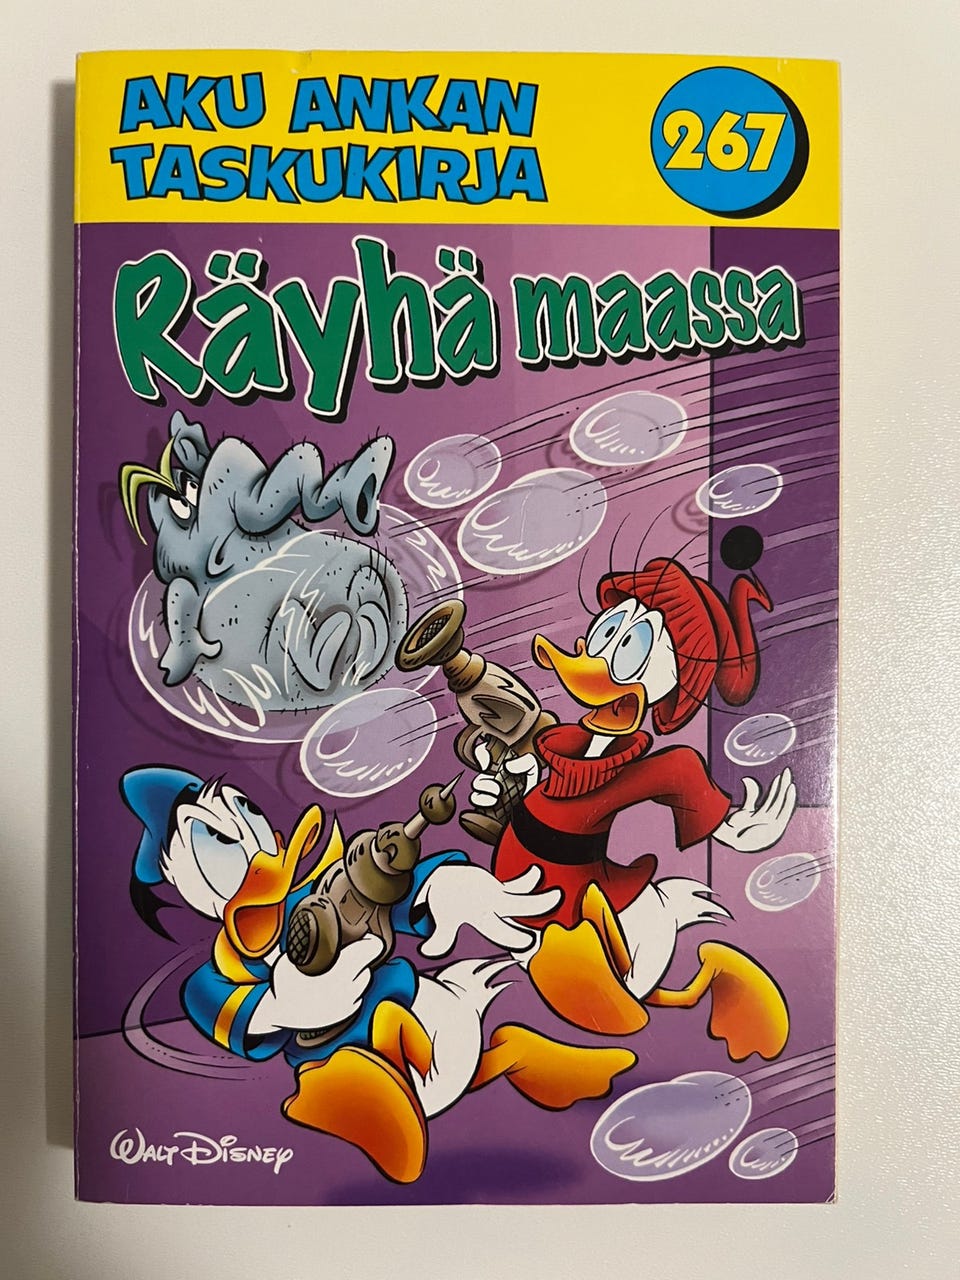 AKU ANKAN
TASKUKIRJA
267
Räyhä maassa
WALT DISNEY